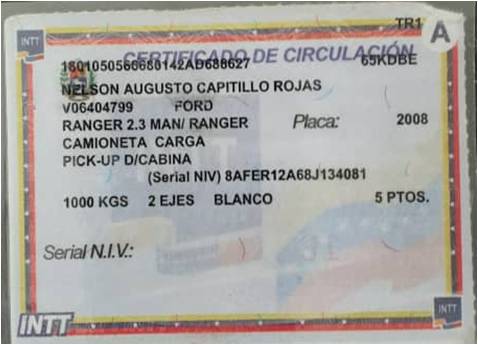 INTT TR1 A
CERTIFICADO DE CIRCULACIÓN
1801050560680142AD688627 65KDBE
NELSON AUGUSTO CAPITILLO ROJAS
V06404799 FORD
RANGER 2.3 MAN/ RANGER Placa: 2008
CAMIONETA CARGA
PICK-UP D/CABINA
(Serial NIV) 8AFER12A68J134081
1000 KGS 2 EJES BLANCO 5 PTOS.
Serial N.I.V.:
INTT INTT